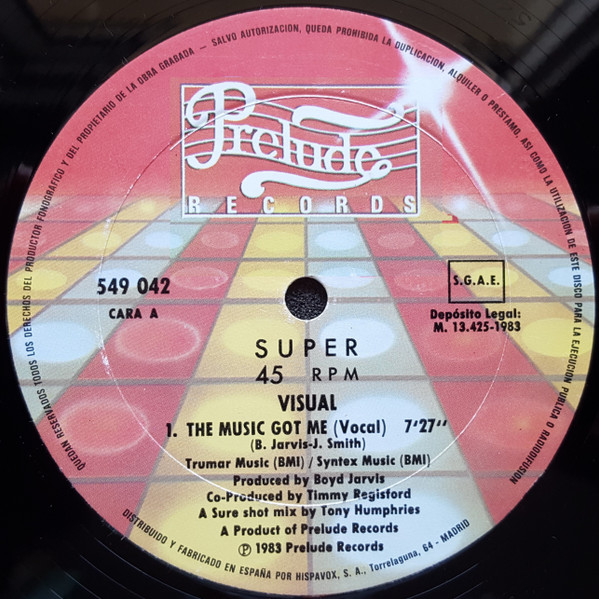 QUEDAN RESERVADOS TODOS LOS DERECHOS DEL PRODUCTOR FONOGRAFICO Y DEL PROPIETARIO DE LA OBRA GRABADA — SALVO AUTORIZACION, QUEDA PROHIBIDA LA DUPLICACION, ALQUILER O PRESTAMO, ASI COMO LA UTILIZACION DE ESTE DISCO PARA LA EJECUCION PUBLICA O RADIODIFUSION
Prelude
RECORDS
549 042
CARA A
S.G.A.E.
Depósito Legal:
M. 13.425-1983
SUPER
45 RPM
VISUAL
1. THE MUSIC GOT ME (Vocal) 7'27''
(B. Jarvis-J. Smith)
Trumar Music (BMI) / Syntex Music (BMI)
Produced by Boyd Jarvis
Co-Produced by Timmy Regisford
A Sure shot mix by Tony Humphries
A Product of Prelude Records
Ⓟ 1983 Prelude Records
DISTRIBUIDO Y FABRICADO EN ESPAÑA POR HISPAVOX, S. A., Torrelaguna, 64 - MADRID